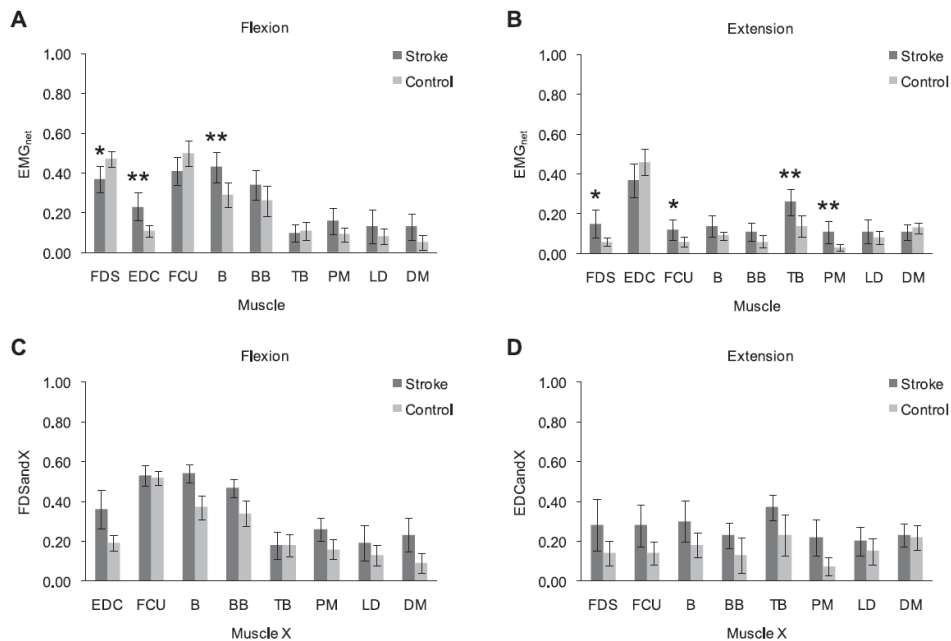 A
Flexion
1.00
0.80
0.60
0.40
0.20
0.00
EMGnet
Stroke
Control
* ** **
FDS EDC FCU B BB TB PM LD DM
Muscle
B
Extension
1.00
0.80
0.60
0.40
0.20
0.00
EMGnet
Stroke
Control
* * ** **
FDS EDC FCU B BB TB PM LD DM
Muscle
C
Flexion
1.00
0.80
0.60
0.40
0.20
0.00
FDSandX
Stroke
Control
EDC FCU B BB TB PM LD DM
Muscle X
D
Extension
1.00
0.80
0.60
0.40
0.20
0.00
EDCandX
Stroke
Control
FDS FCU B BB TB PM LD DM
Muscle X